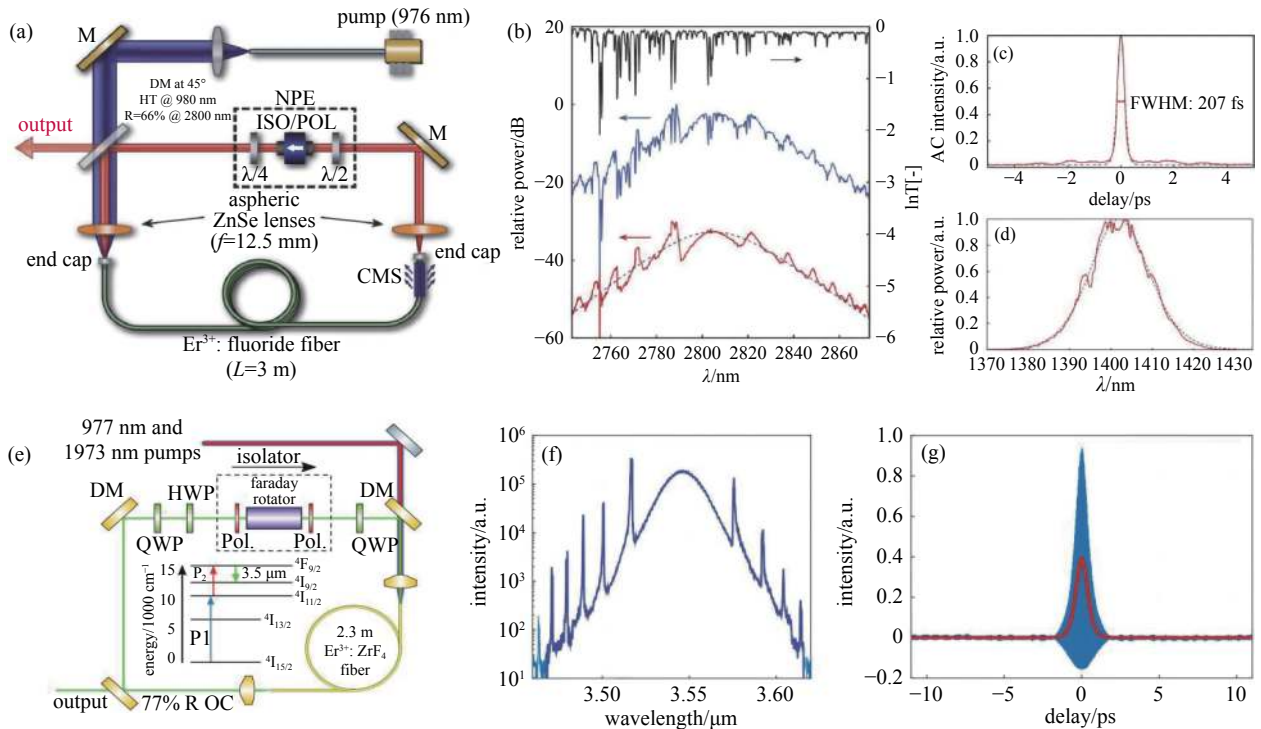 (a)
M
pump (976 nm)
DM at 45°
HT @ 980 nm
R=66% @ 2800 nm
NPE
ISO/POL
M
output
λ/4
λ/2
aspheric
ZnSe lenses
(f=12.5 mm)
end cap
end cap
CMS
Er³⁺: fluoride fiber
(L=3 m)
(b)
20
0
−20
−40
−60
relative power/dB
0
−1
−2
−3
−4
−5
−6
lnT[-]
2760 2780 2800 2820 2840 2860
λ/nm
(c)
1.0
0.8
0.6
0.4
0.2
0
AC intensity/a.u.
FWHM: 207 fs
−4 −2 0 2 4
delay/ps
(d)
1.0
0.8
0.6
0.4
0.2
0
relative power/a.u.
1370 1380 1390 1400 1410 1420 1430
λ/nm
(e)
977 nm and
1973 nm pumps
isolator
DM
HWP
faraday
rotator
DM
QWP
Pol.
Pol.
QWP
energy/1000 cm⁻¹
15
10
5
0
P₂
3.5 μm
P1
⁴F₉/₂
⁴I₉/₂
⁴I₁₁/₂
⁴I₁₃/₂
⁴I₁₅/₂
2.3 m
Er³⁺: ZrF₄
fiber
output
77% R OC
(f)
10⁶
10⁵
10⁴
10³
10²
10¹
intensity/a.u.
3.50 3.55 3.60
wavelength/μm
(g)
1.0
0.8
0.6
0.4
0.2
0
−0.2
intensity/a.u.
−10 −5 0 5 10
delay/ps